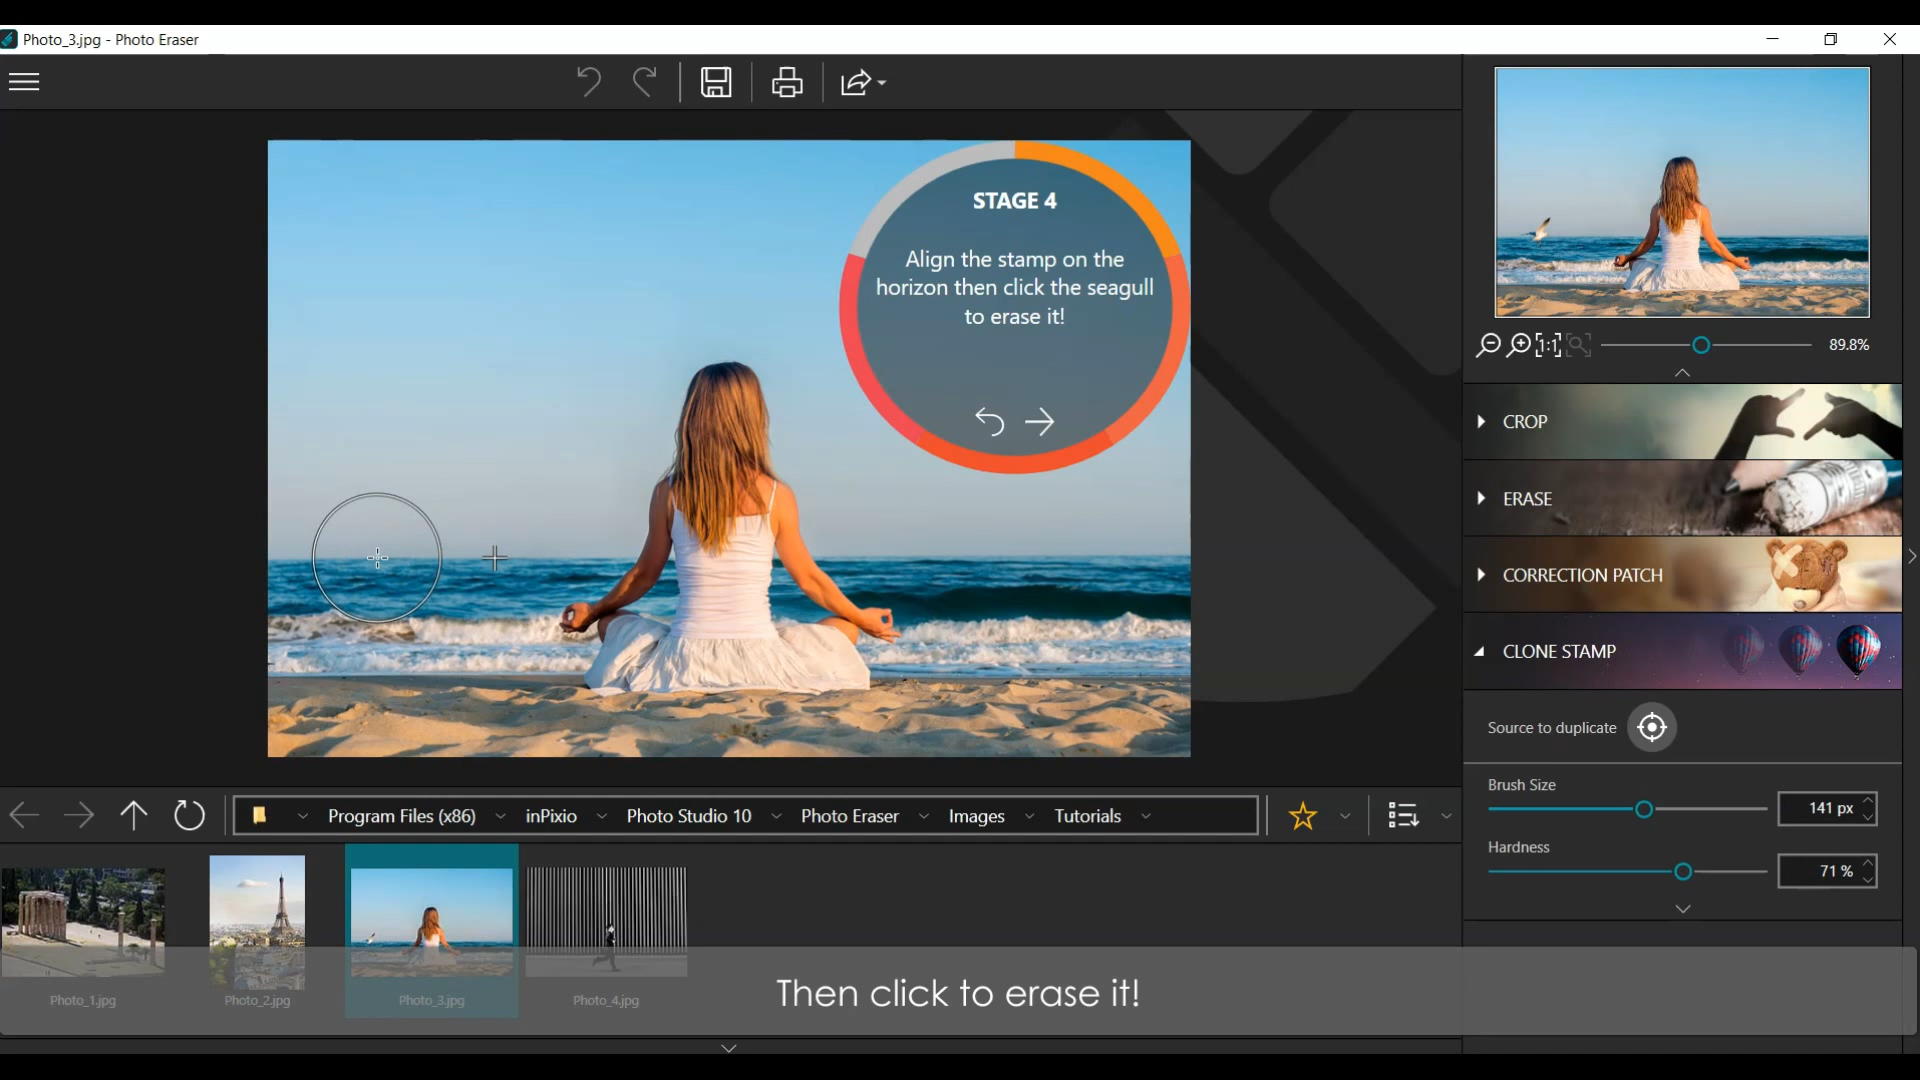 Photo_3.jpg - Photo Eraser
STAGE 4
Align the stamp on the
horizon then click the seagull
to erase it!
1:1
89.8%
CROP
ERASE
CORRECTION PATCH
CLONE STAMP
Source to duplicate
Brush Size
141 px
Hardness
71 %
Program Files (x86) inPixio Photo Studio 10 Photo Eraser Images Tutorials
Photo_1.jpg
Photo_2.jpg
Photo_3.jpg
Photo_4.jpg
Then click to erase it!